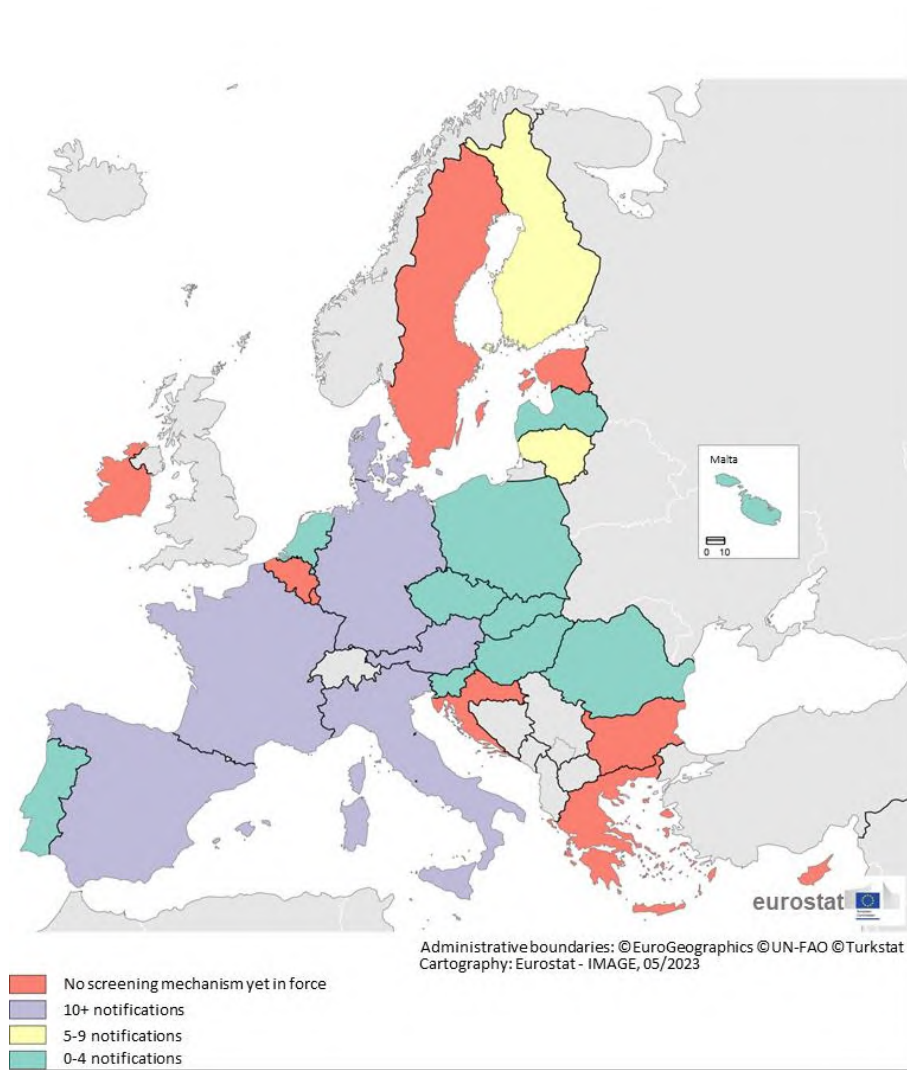 Malta
0 10
eurostat
Administrative boundaries: ©EuroGeographics ©UN-FAO ©Turkstat
Cartography: Eurostat - IMAGE, 05/2023
No screening mechanism yet in force
10+ notifications
5-9 notifications
0-4 notifications